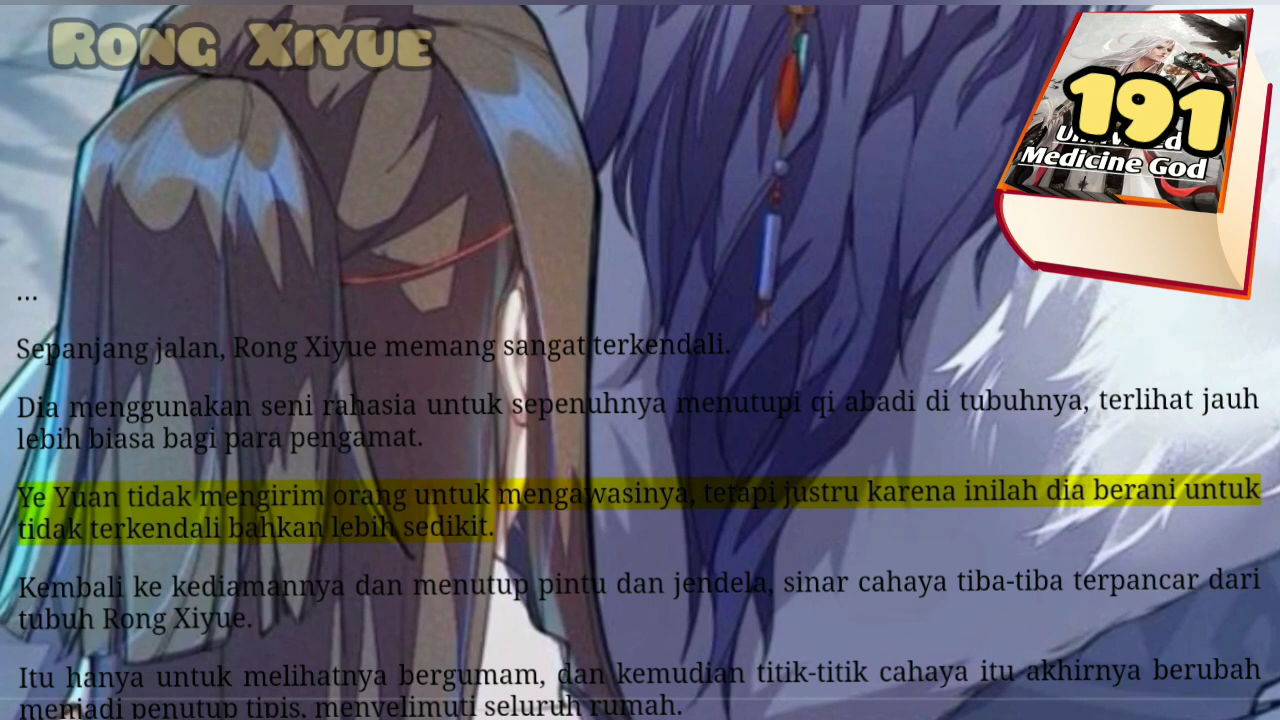 Rong Xiyue
191
Medicine God
...
Sepanjang jalan, Rong Xiyue memang sangat terkendali.
Dia menggunakan seni rahasia untuk sepenuhnya menutupi qi abadi di tubuhnya, terlihat jauh
lebih biasa bagi para pengamat.
Ye Yuan tidak mengirim orang untuk mengawasinya, tetapi justru karena inilah dia berani untuk
tidak terkendali bahkan lebih sedikit.
Kembali ke kediamannya dan menutup pintu dan jendela, sinar cahaya tiba-tiba terpancar dari
tubuh Rong Xiyue.
Itu hanya untuk melihatnya bergumam, dan kemudian titik-titik cahaya itu akhirnya berubah
menjadi penutup tipis, menyelimuti seluruh rumah.